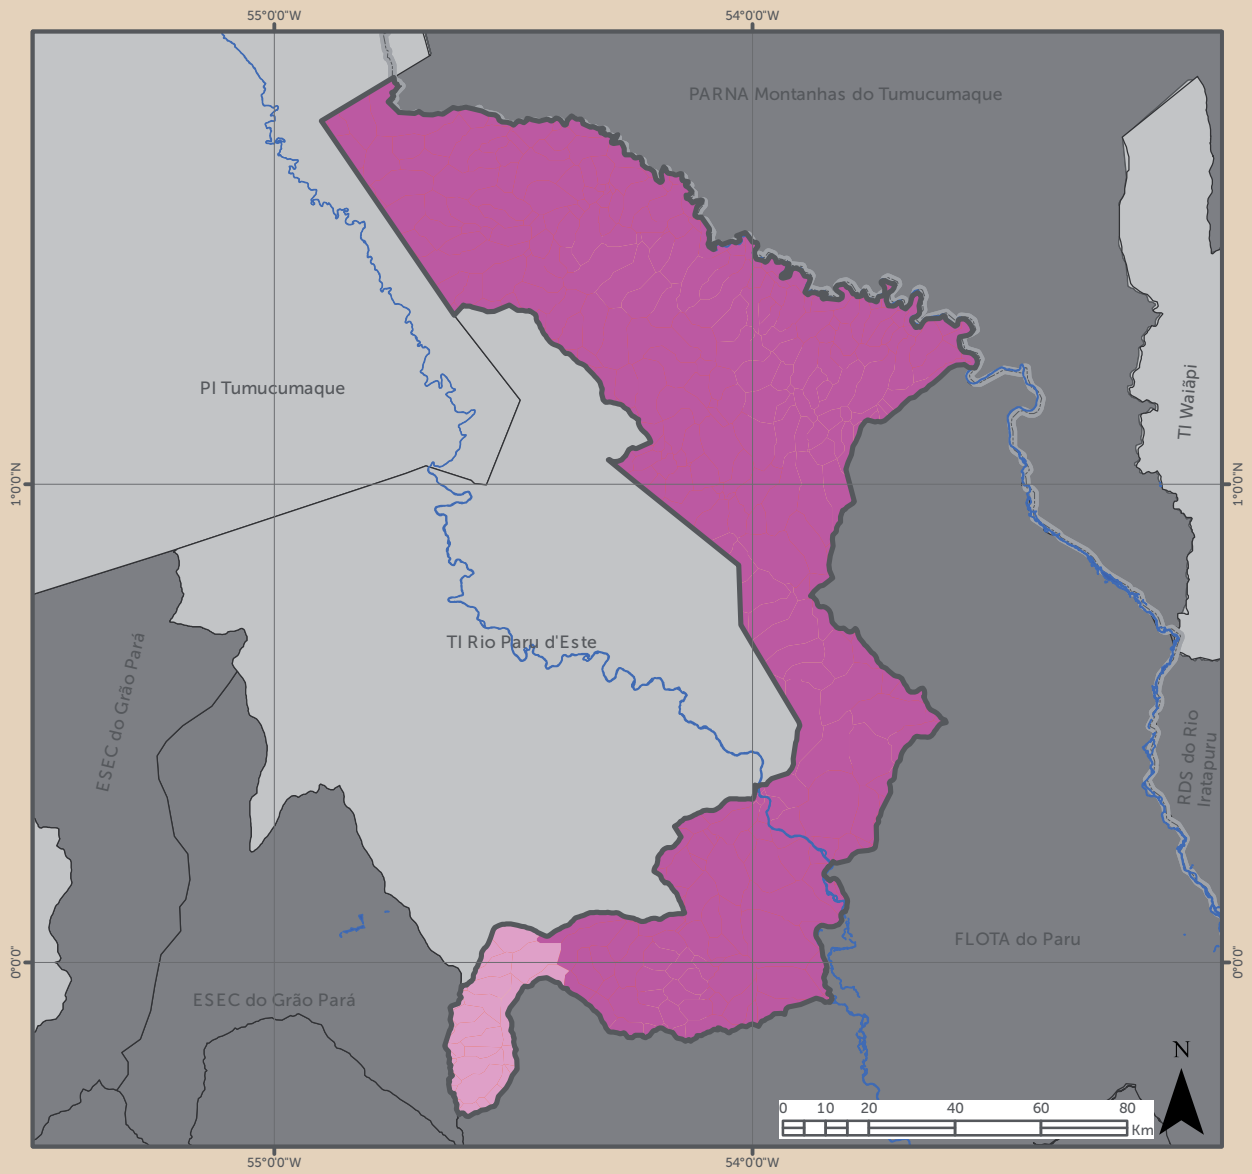 55°0'0"W
54°0'0"W
PARNA Montanhas do Tumucumaque
TI Waiãpi
PI Tumucumaque
1°0'0"N
1°0'0"N
TI Rio Paru d'Este
ESEC do Grão Pará
RDS do Rio
Iratapuru
FLOTA do Paru
0°0'0"
0°0'0"
ESEC do Grão Pará
N
0 10 20 40 60 80
Km
55°0'0"W
54°0'0"W